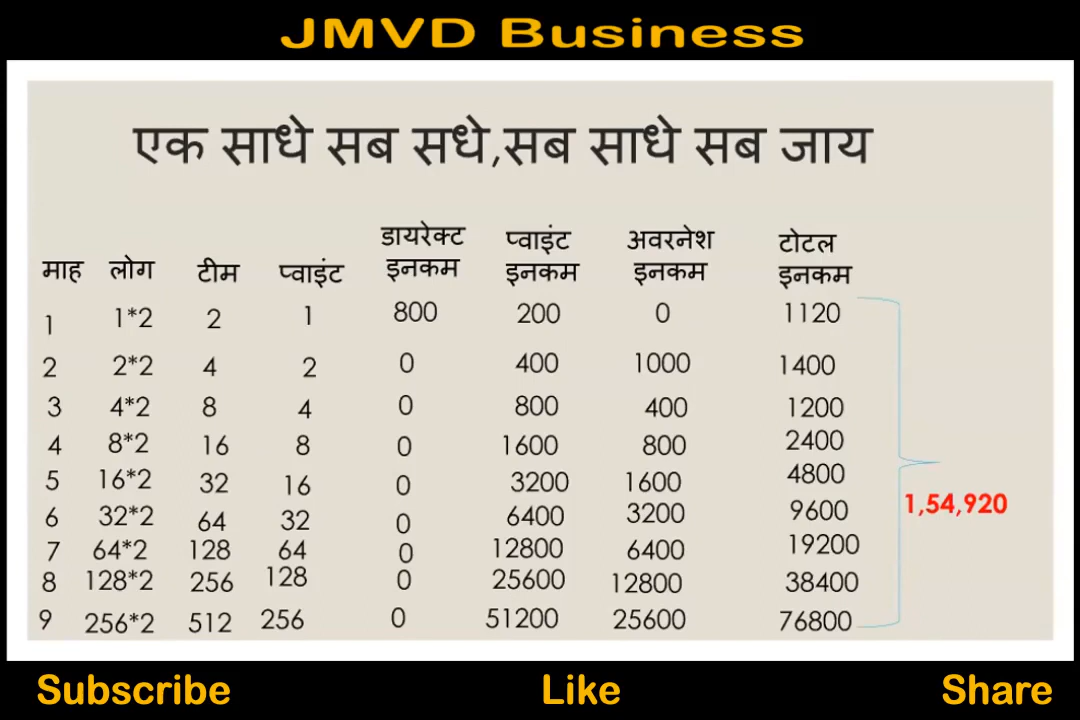 JMVD Business
एक साधे सब सधे,सब साधे सब जाय
माह लोग टीम प्वाइंट डायरेक्ट इनकम प्वाइंट इनकम अवरनेश इनकम टोटल इनकम
1 1*2 2 1 800 200 0 1120
2 2*2 4 2 0 400 1000 1400
3 4*2 8 4 0 800 400 1200
4 8*2 16 8 0 1600 800 2400
5 16*2 32 16 0 3200 1600 4800
6 32*2 64 32 0 6400 3200 9600
7 64*2 128 64 0 12800 6400 19200
8 128*2 256 128 0 25600 12800 38400
9 256*2 512 256 0 51200 25600 76800
1,54,920
Subscribe Like Share